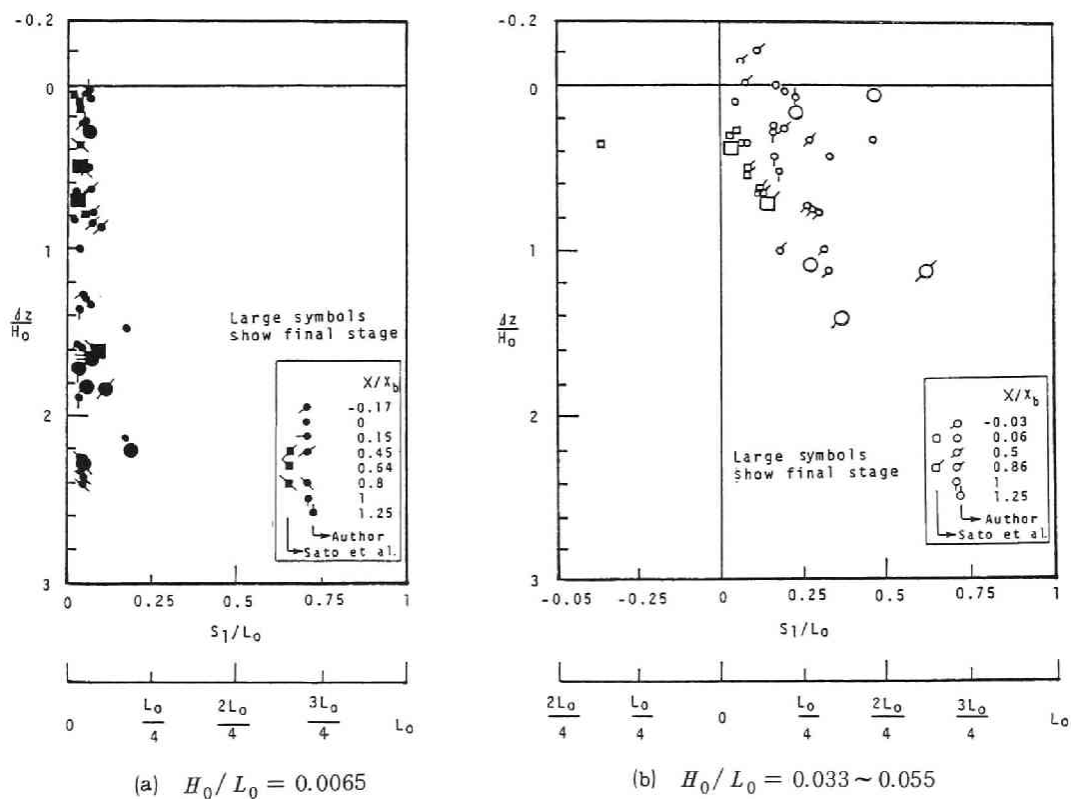 -0.2
0
1
2
3
Δz
H₀
Large symbols
show final stage
X/X_b
-0.17
0
0.15
0.45
0.64
0.8
1
1.25
Author
Sato et al.
0 0.25 0.5 0.75 1
S₁/L₀
0 L₀/4 2L₀/4 3L₀/4 L₀
(a) H₀/L₀ = 0.0065
-0.2
0
1
2
3
Δz
H₀
Large symbols
show final stage
X/X_b
-0.03
0.06
0.5
0.86
1
1.25
Author
Sato et al.
-0.05 -0.25 0 0.25 0.5 0.75 1
S₁/L₀
2L₀/4 L₀/4 0 L₀/4 2L₀/4 3L₀/4 L₀
(b) H₀/L₀ = 0.033~0.055